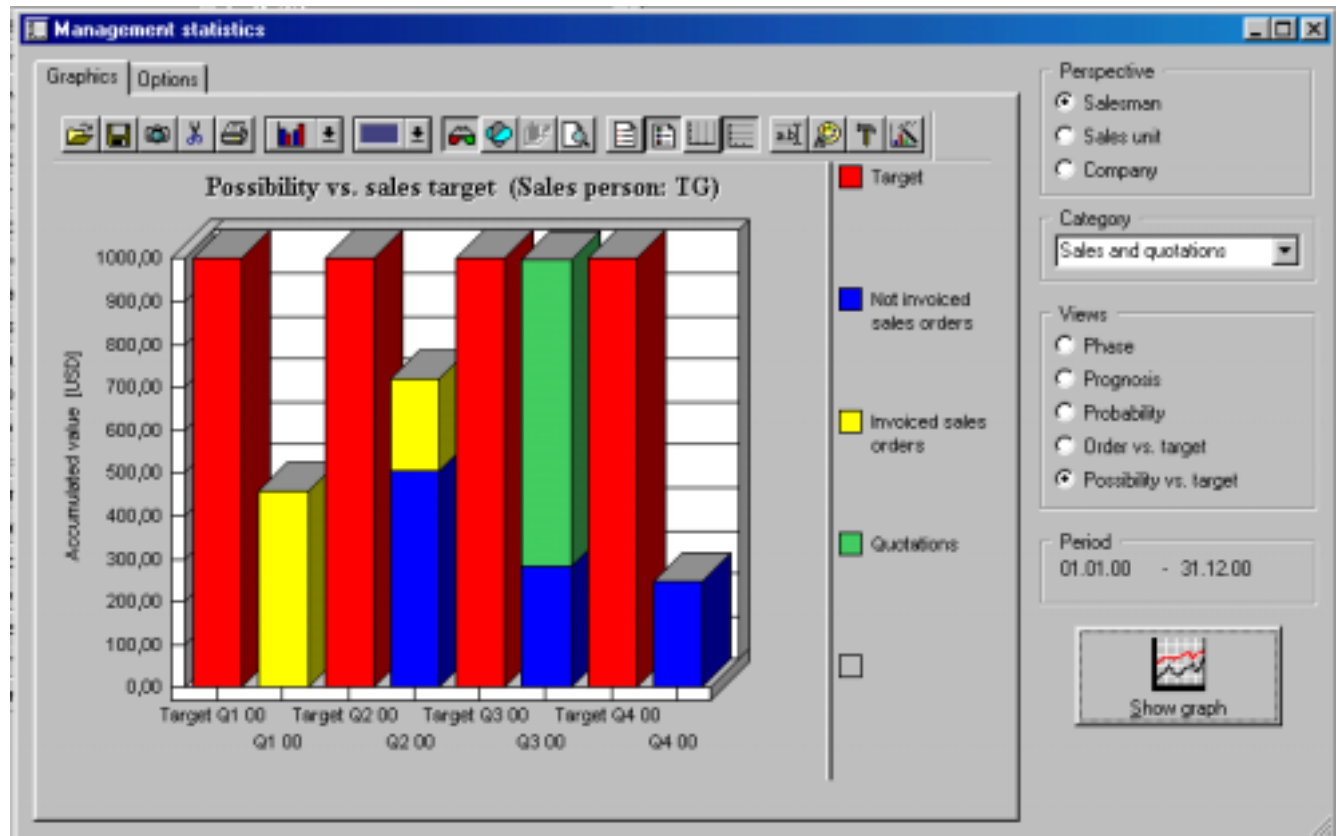 Management statistics
Graphics
Options
ab
Possibility vs. sales target (Sales person: TG)
Accumulated value [USD]
1000,00
900,00
800,00
700,00
600,00
500,00
400,00
300,00
200,00
100,00
0,00
Target Q1 00 Target Q2 00 Target Q3 00 Target Q4 00
Q1 00 Q2 00 Q3 00 Q4 00
Target
Not invoiced
sales orders
Invoiced sales
orders
Quotations
Perspective
Salesman
Sales unit
Company
Category
Sales and quotations
Views
Phase
Prognosis
Probability
Order vs. target
Possibility vs. target
Period
01.01.00 - 31.12.00
Show graph